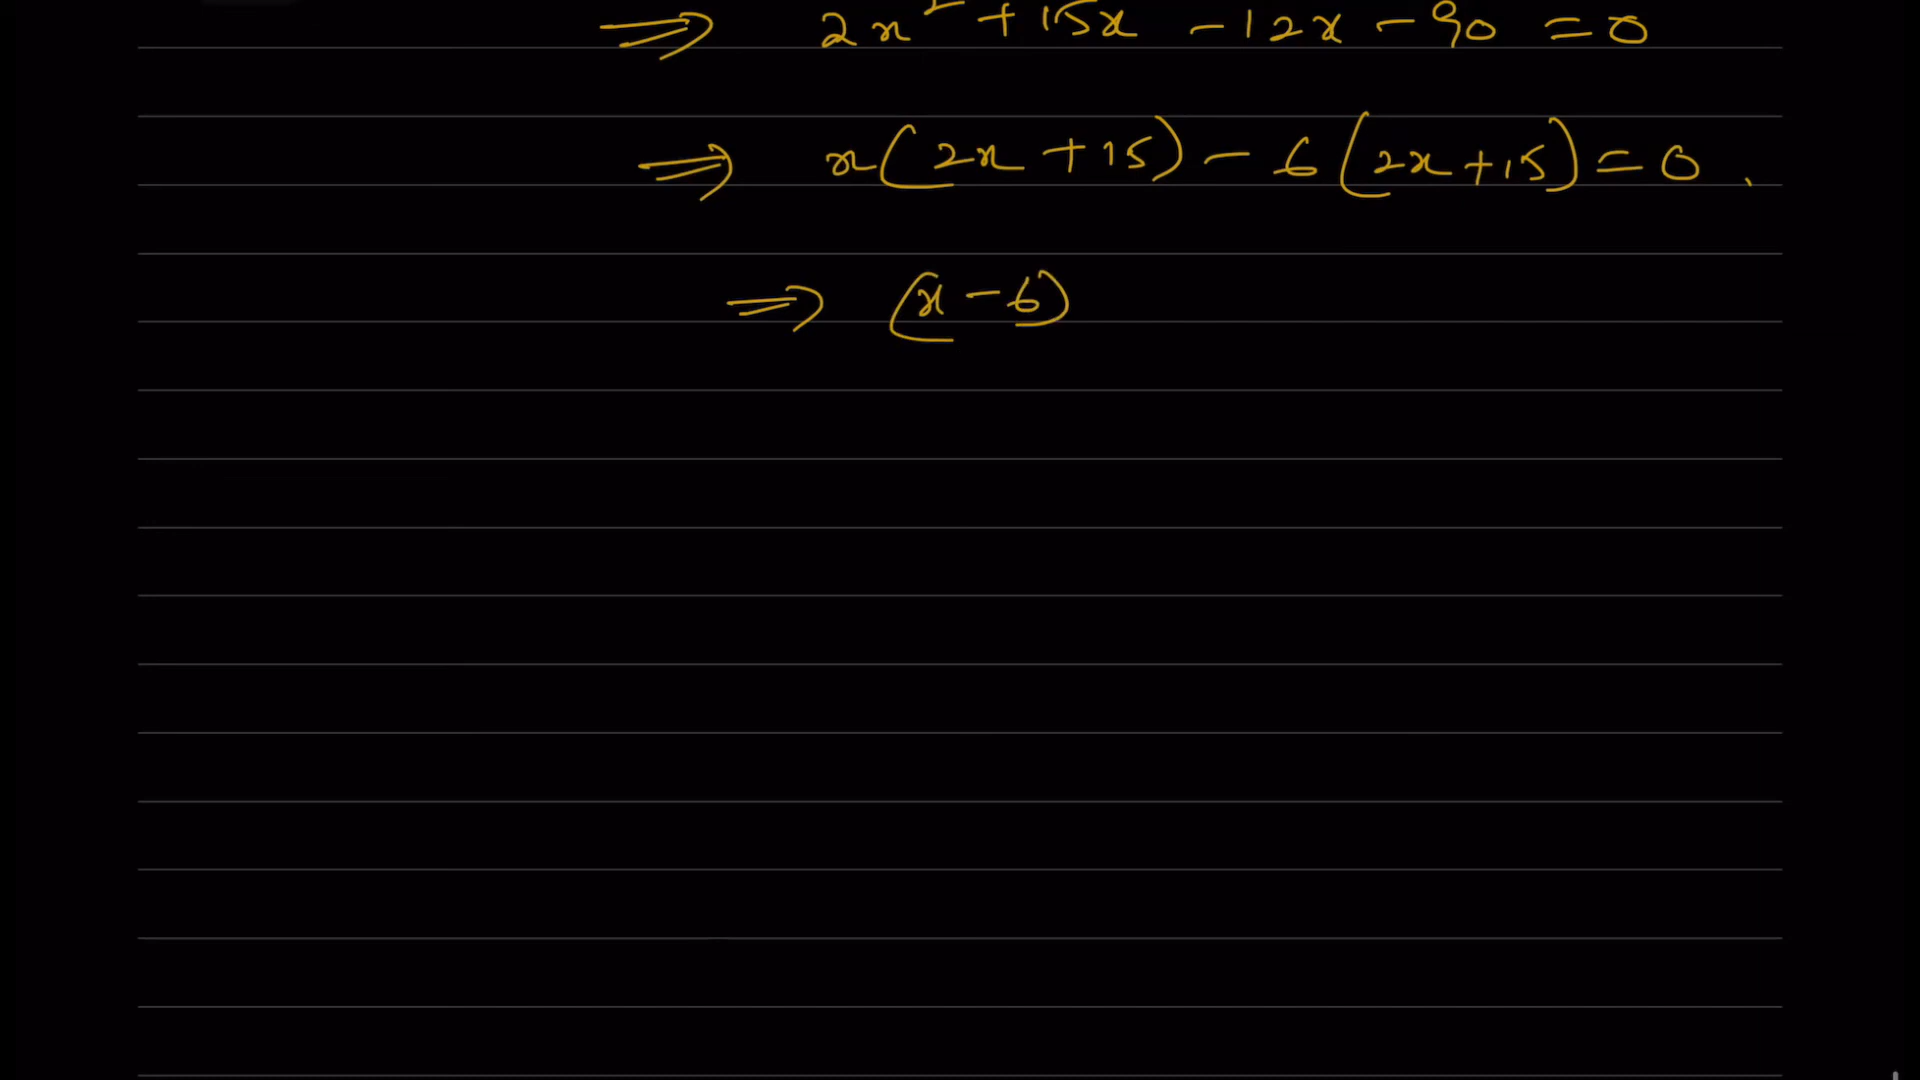 ⇒ 2x² + 15x - 12x - 90 = 0
⇒ x(2x + 15) - 6(2x + 15) = 0.
⇒ (x - 6)